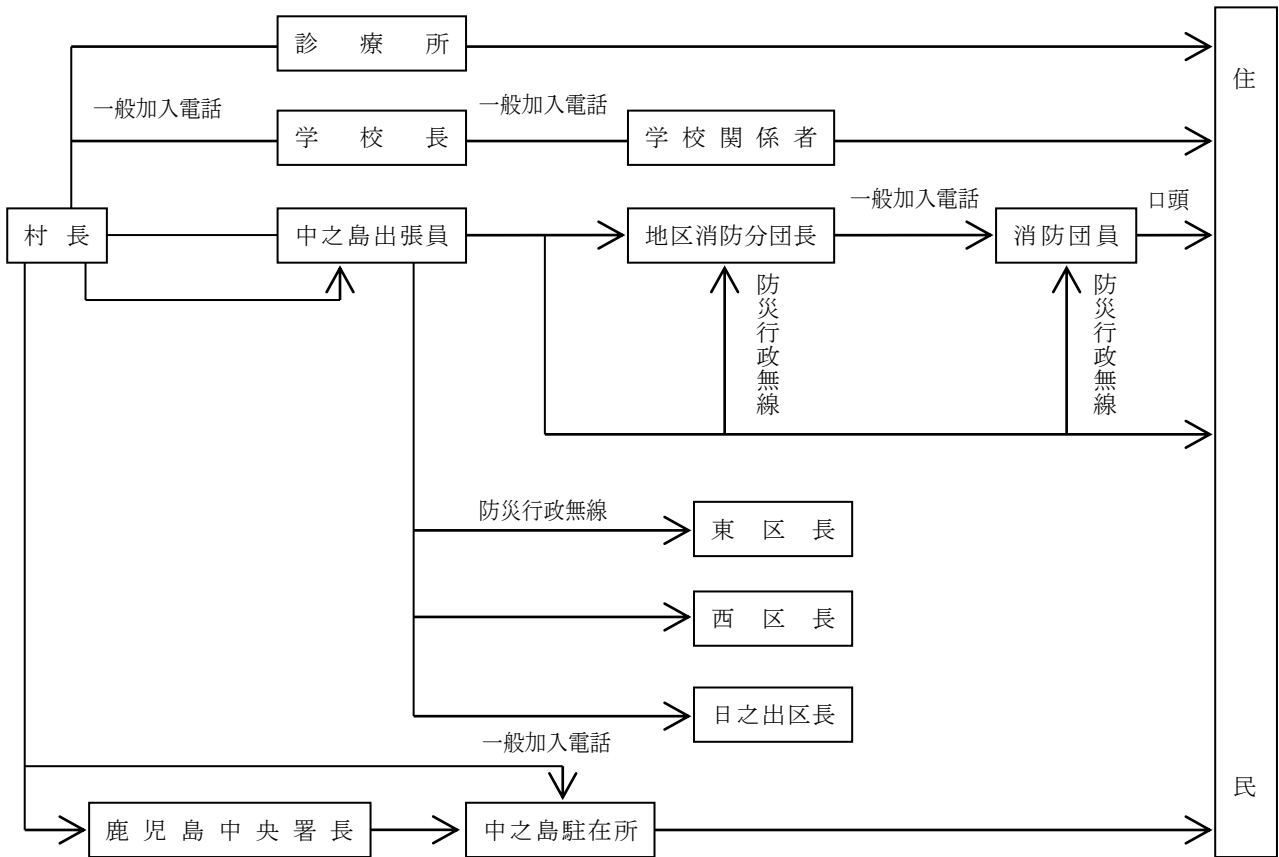 診療所
住民
一般加入電話
一般加入電話
学校長
学校関係者
一般加入電話
口頭
村長
中之島出張員
地区消防分団長
消防団員
防災行政無線
防災行政無線
防災行政無線
東区長
西区長
日之出区長
一般加入電話
鹿児島中央署長
中之島駐在所